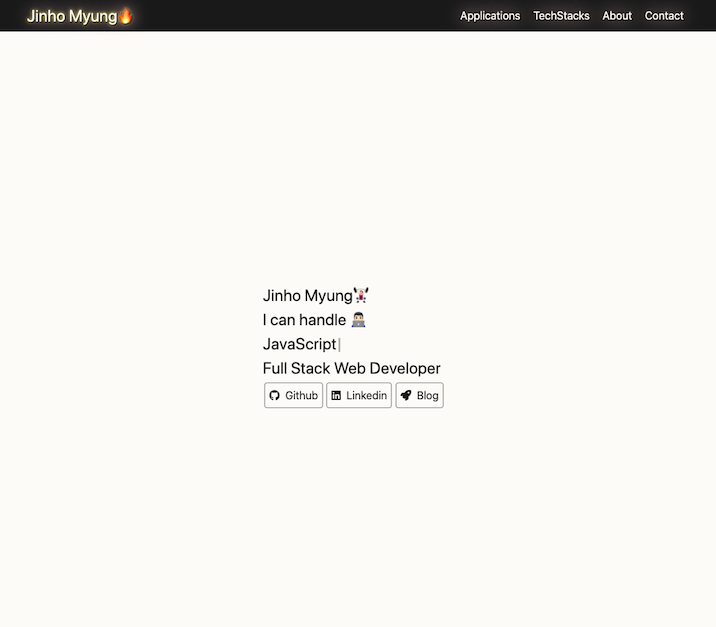 Jinho Myung🔥
Applications TechStacks About Contact
Jinho Myung🏋🏻
I can handle 👨🏻‍💻
JavaScript|
Full Stack Web Developer
Github Linkedin Blog